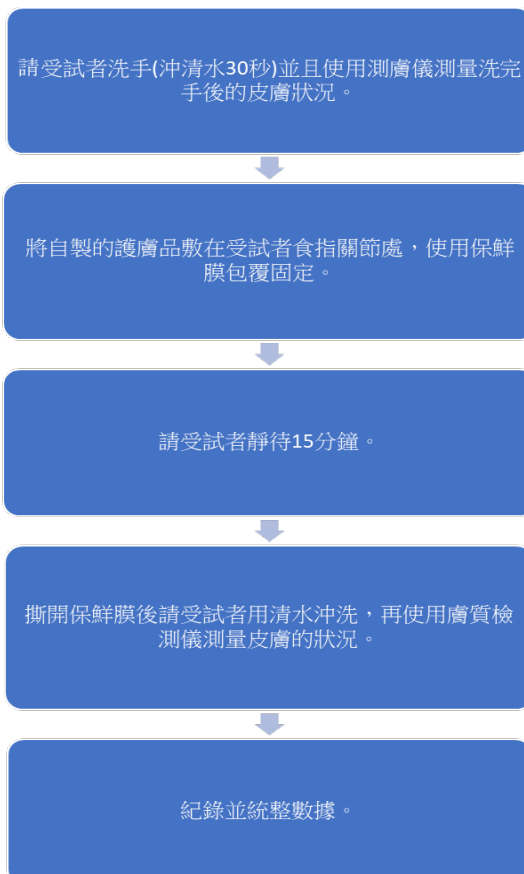 請受試者洗手(沖清水30秒)並且使用測膚儀測量洗完
手後的皮膚狀況。
將自製的護膚品敷在受試者食指關節處，使用保鮮
膜包覆固定。
請受試者靜待15分鐘。
撕開保鮮膜後請受試者用清水沖洗，再使用膚質檢
測儀測量皮膚的狀況。
紀錄並統整數據。